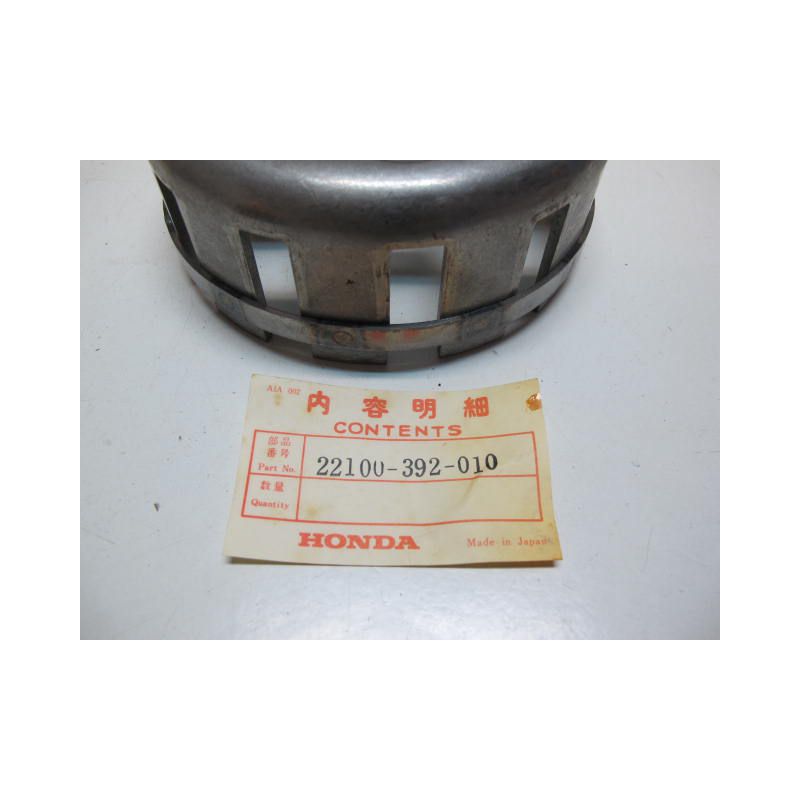 AIA 002
内容明細
CONTENTS
部品
番号
Part No. 22100-392-010
数量
Quantity
HONDA Made in Japan